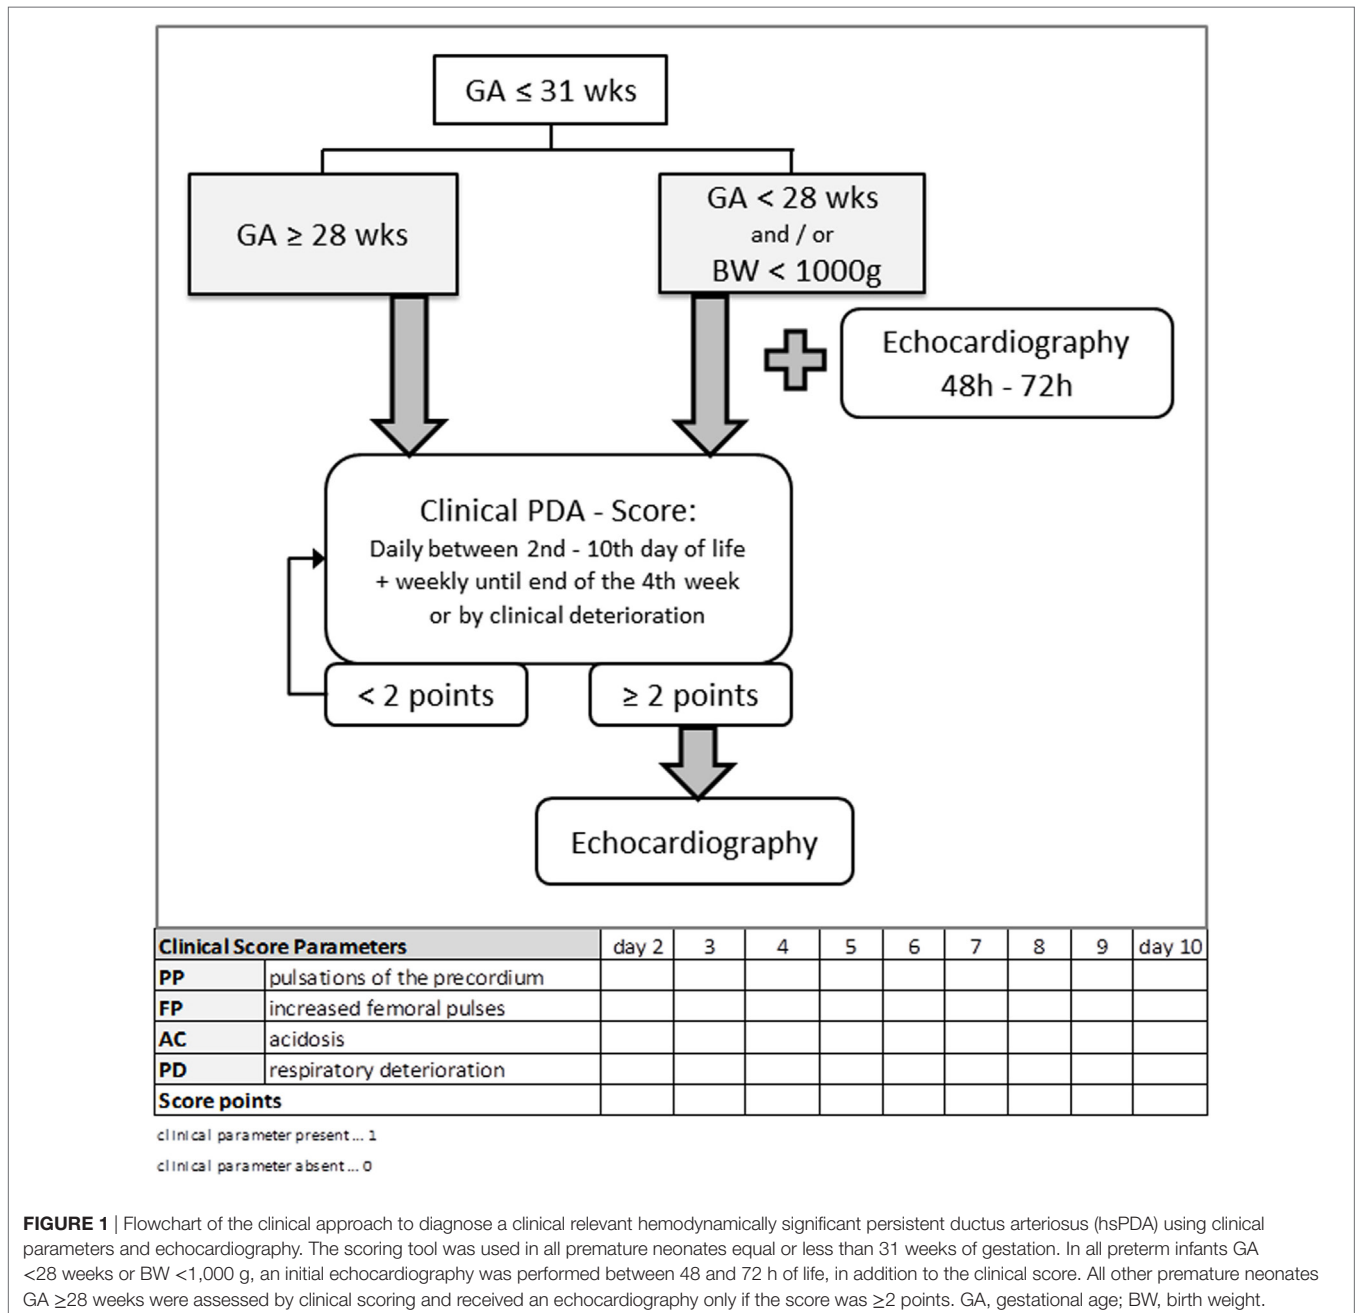 GA ≤ 31 wks
GA ≥ 28 wks
GA < 28 wks
and / or
BW < 1000g
Echocardiography
48h - 72h
Clinical PDA - Score:
Daily between 2nd - 10th day of life
+ weekly until end of the 4th week
or by clinical deterioration
< 2 points
≥ 2 points
Echocardiography
Clinical Score Parameters day 2 3 4 5 6 7 8 9 day 10
PP pulsations of the precordium
FP increased femoral pulses
AC acidosis
PD respiratory deterioration
Score points
clinical parameter present ... 1
clinical parameter absent ... 0
FIGURE 1 | Flowchart of the clinical approach to diagnose a clinical relevant hemodynamically significant persistent ductus arteriosus (hsPDA) using clinical
parameters and echocardiography. The scoring tool was used in all premature neonates equal or less than 31 weeks of gestation. In all preterm infants GA
<28 weeks or BW <1,000 g, an initial echocardiography was performed between 48 and 72 h of life, in addition to the clinical score. All other premature neonates
GA ≥28 weeks were assessed by clinical scoring and received an echocardiography only if the score was ≥2 points. GA, gestational age; BW, birth weight.